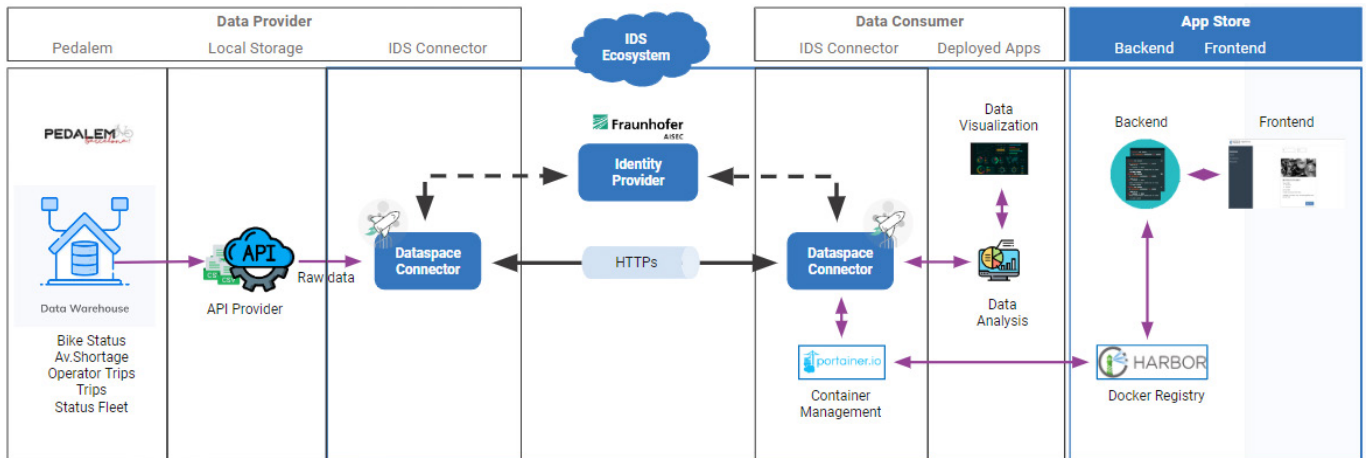 Data Provider
Pedalem
Local Storage
IDS Connector
IDS
Ecosystem
Data Consumer
IDS Connector
Deployed Apps
App Store
Backend
Frontend
PEDALEM
Barcelona
Data Warehouse
Bike Status
Av.Shortage
Operator Trips
Trips
Status Fleet
API
CSV
API Provider
Raw data
Dataspace
Connector
Fraunhofer
AISEC
Identity
Provider
HTTPs
Dataspace
Connector
portainer.io
Container
Management
Data
Visualization
Data
Analysis
Backend
Frontend
HARBOR
Docker Registry